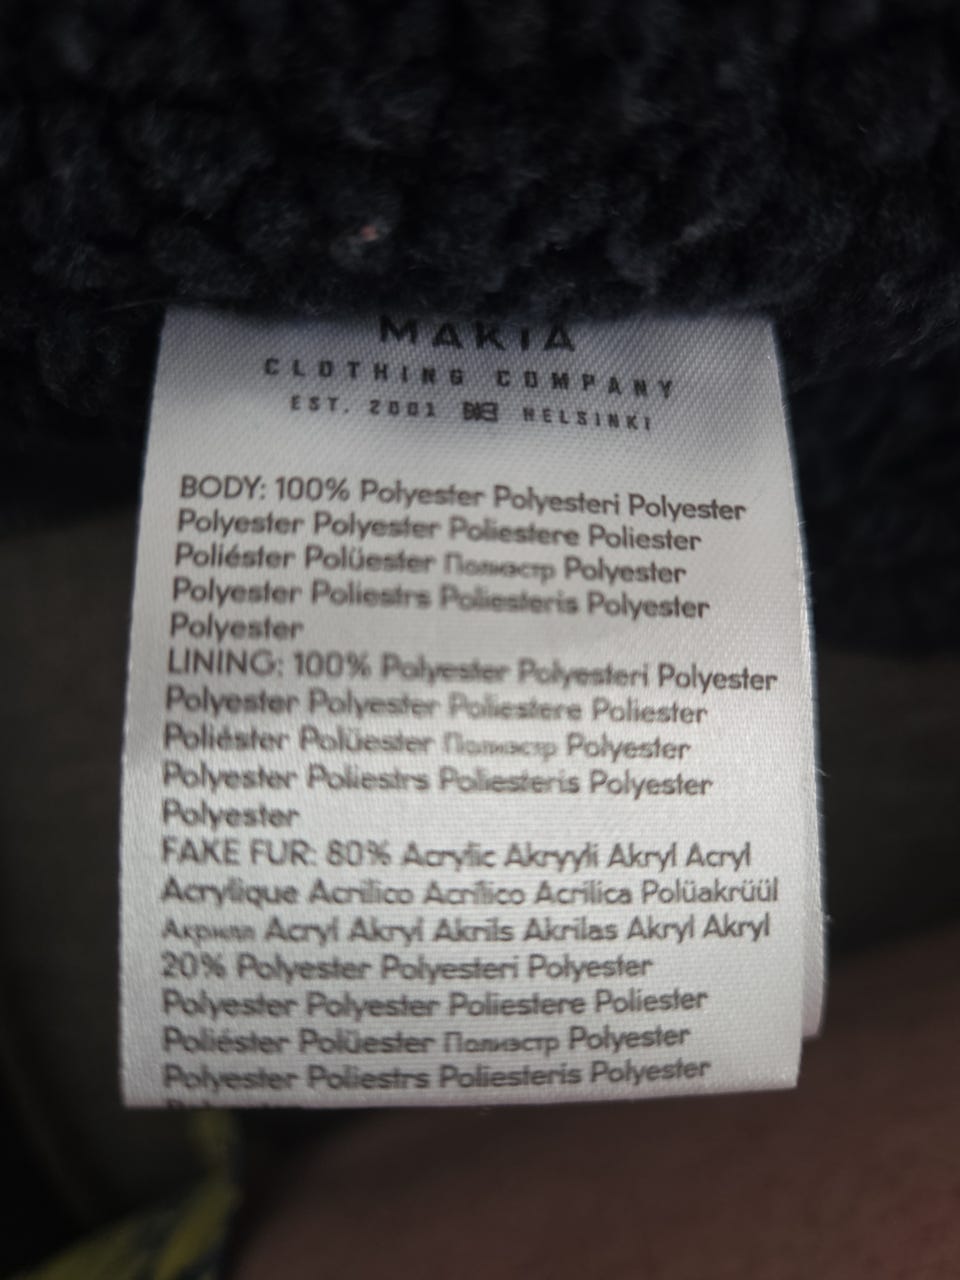 MAKIA
CLOTHING COMPANY
EST. 2001 HELSINKI
BODY: 100% Polyester Polyesteri Polyester
Polyester Polyester Poliestere Poliester
Poliéster Polüester Полиэстр Polyester
Polyester Poliestrs Poliesteris Polyester
Polyester
LINING: 100% Polyester Polyesteri Polyester
Polyester Polyester Poliestere Poliester
Poliéster Polüester Полиэстр Polyester
Polyester Poliestrs Poliesteris Polyester
Polyester
FAKE FUR: 80% Acrylic Akryyli Akryl Acryl
Acrylique Acrilico Acrílico Acrílica Polüakrüül
Акрилл Acryl Akryl Akrils Akrilas Akryl Akryl
20% Polyester Polyesteri Polyester
Polyester Polyester Poliestere Poliester
Poliéster Polüester Полиэстр Polyester
Polyester Poliestrs Poliesteris Polyester